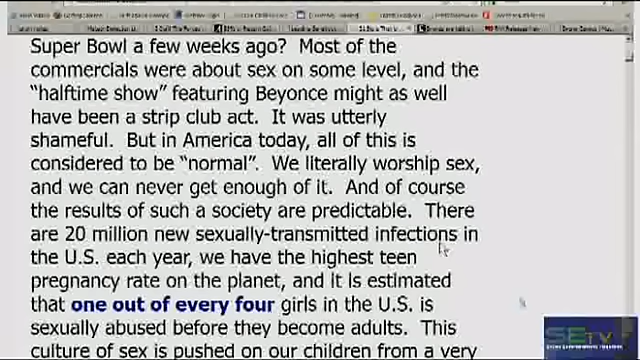 Super Bowl a few weeks ago? Most of the
commercials were about sex on some level, and the
“halftime show” featuring Beyonce might as well
have been a strip club act. It was utterly
shameful. But in America today, all of this is
considered to be “normal”. We literally worship sex,
and we can never get enough of it. And of course
the results of such a society are predictable. There
are 20 million new sexually-transmitted infections in
the U.S. each year, we have the highest teen
pregnancy rate on the planet, and it is estimated
that one out of every four girls in the U.S. is
sexually abused before they become adults. This
culture of sex is pushed on our children from a very
SETV